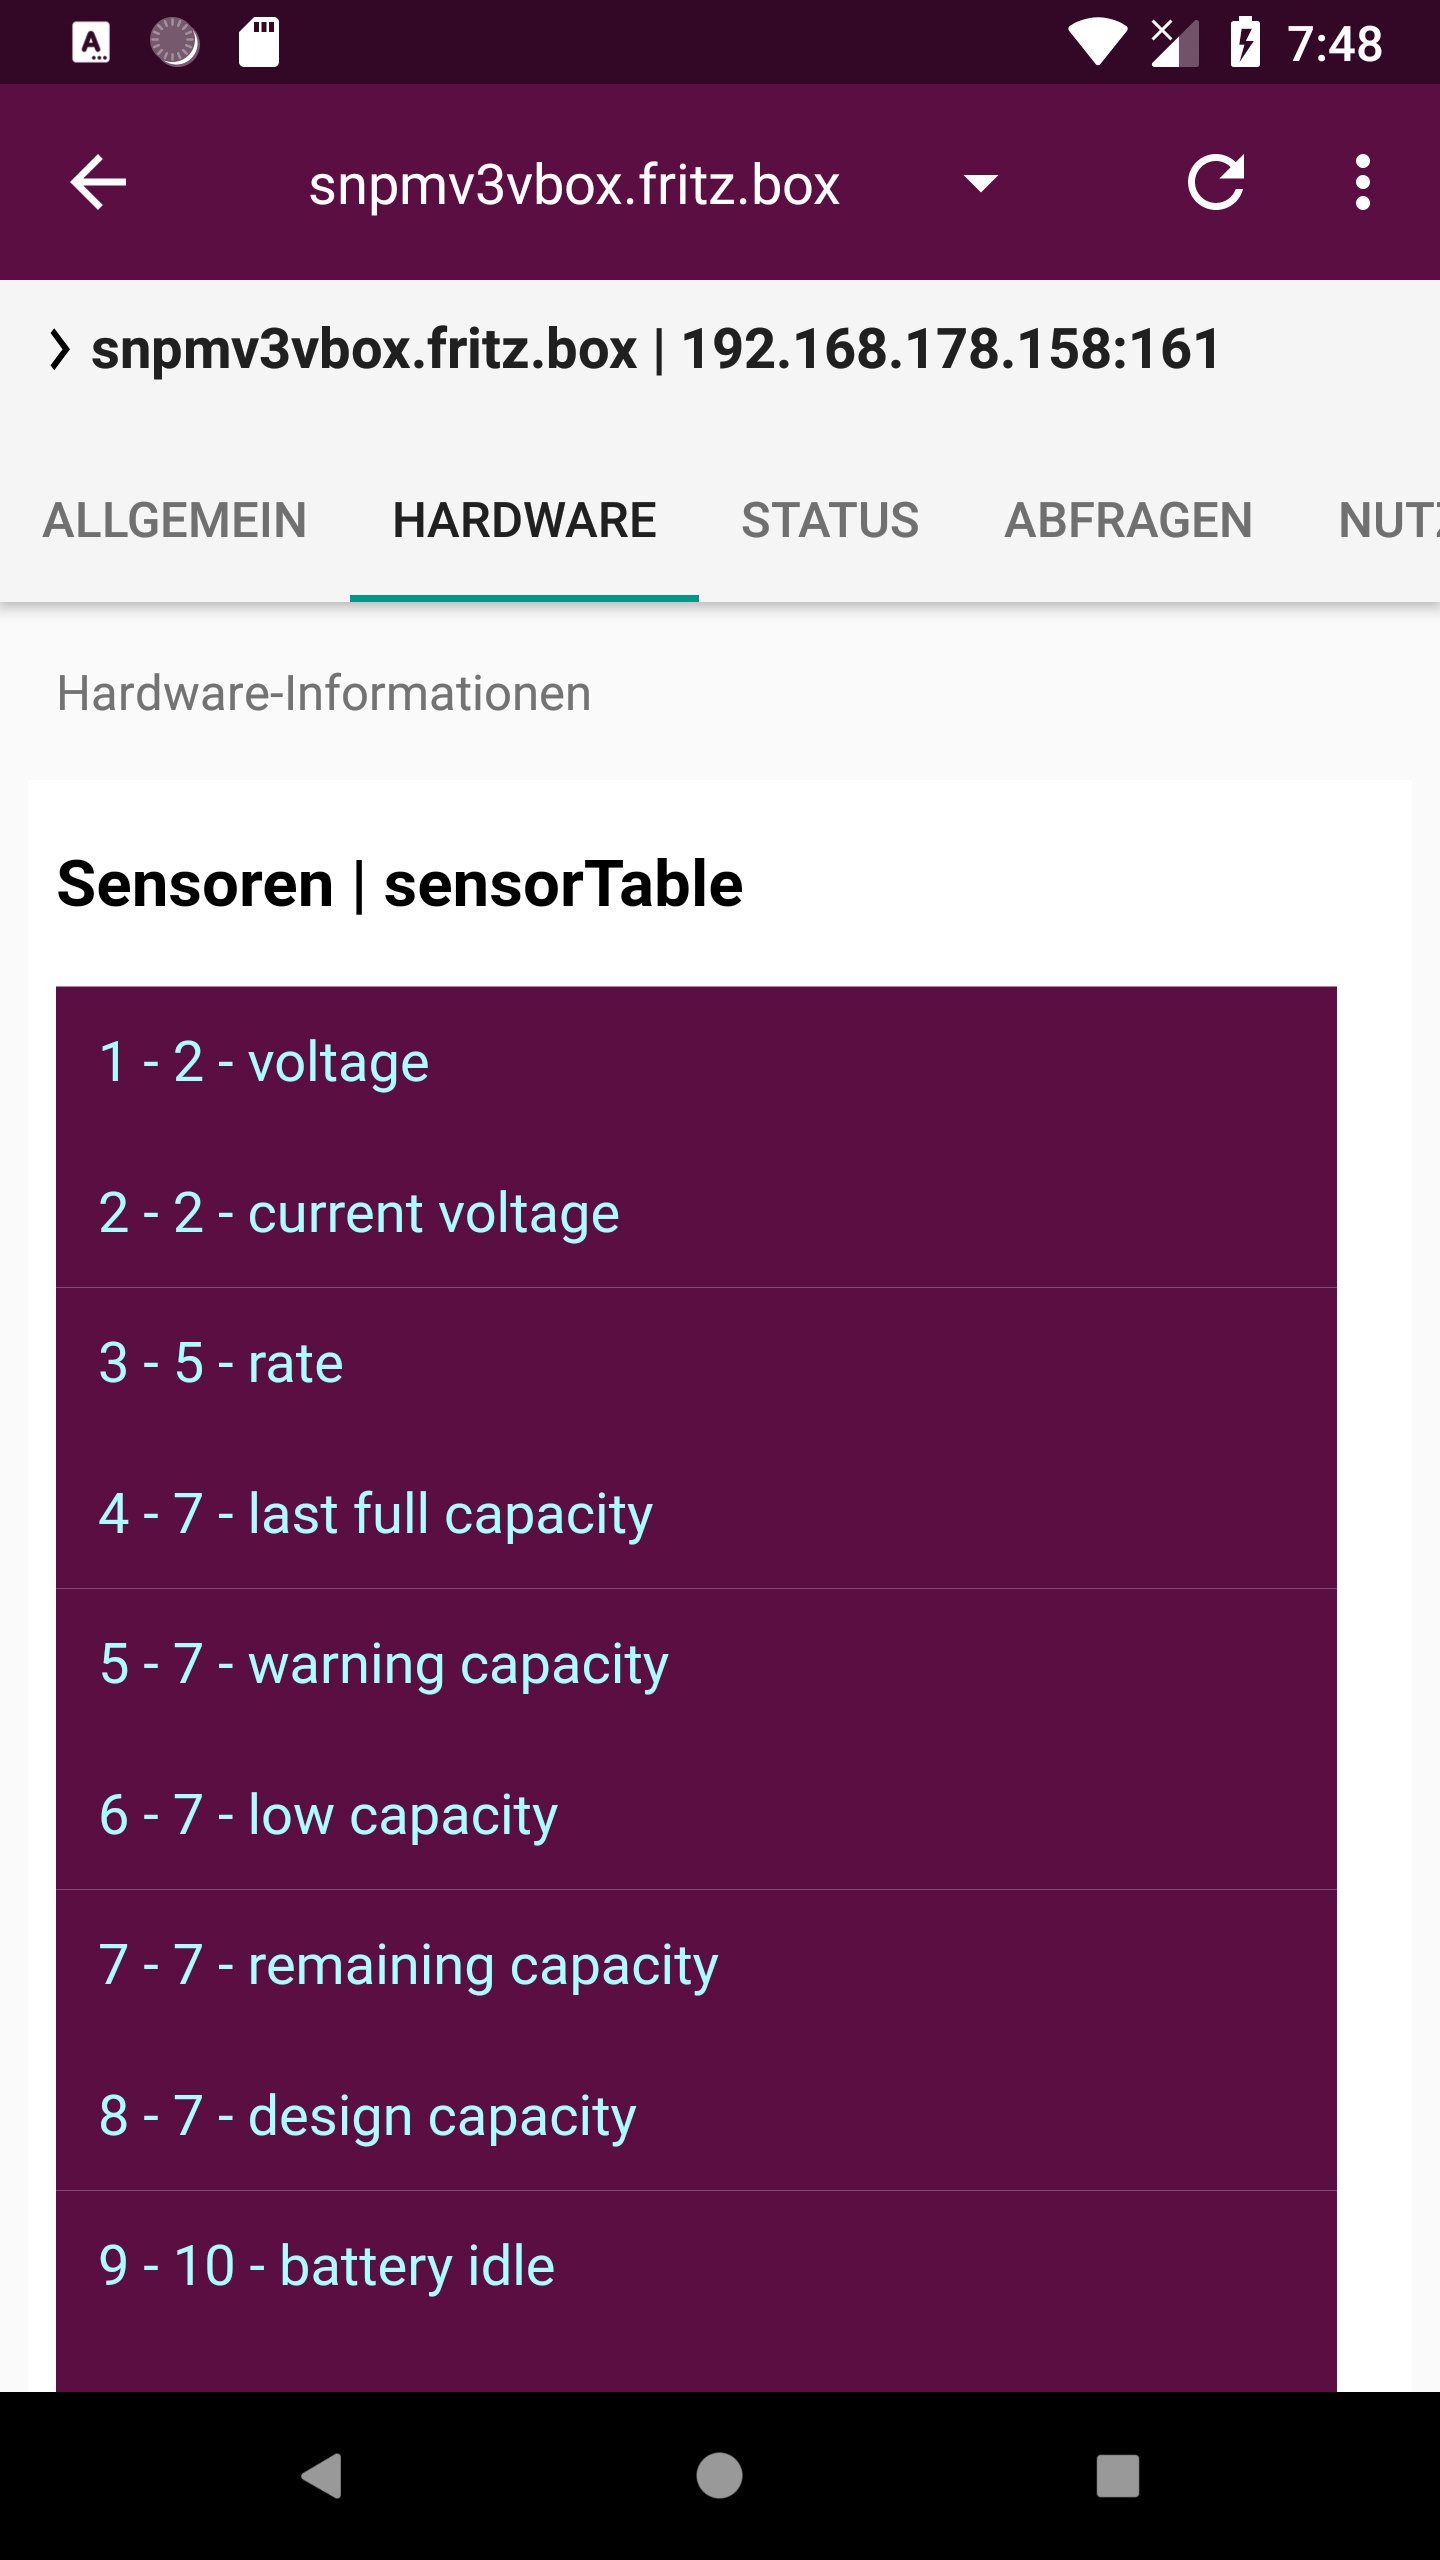 7:48
snpmv3vbox.fritz.box
snpmv3vbox.fritz.box | 192.168.178.158:161
ALLGEMEIN HARDWARE STATUS ABFRAGEN NUTZ
Hardware-Informationen
Sensoren | sensorTable
1 - 2 - voltage
2 - 2 - current voltage
3 - 5 - rate
4 - 7 - last full capacity
5 - 7 - warning capacity
6 - 7 - low capacity
7 - 7 - remaining capacity
8 - 7 - design capacity
9 - 10 - battery idle